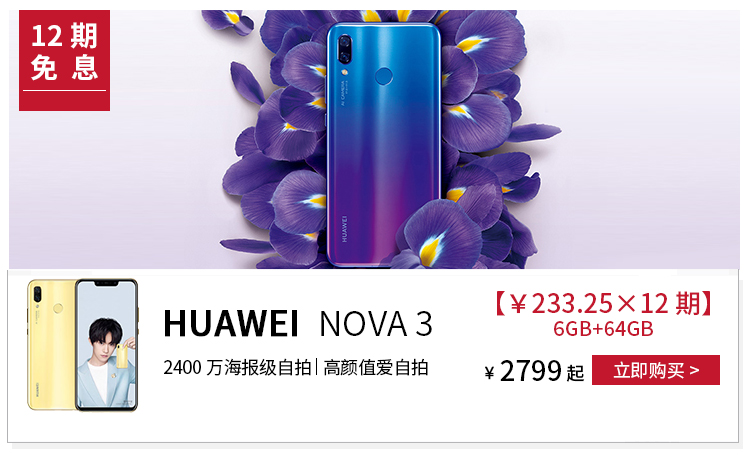 12 期
免 息
HUAWEI
HUAWEI
HUAWEI NOVA 3
2400 万海报级自拍| 高颜值爱自拍
【¥233.25×12 期】
6GB+64GB
¥ 2799 起
立即购买 >